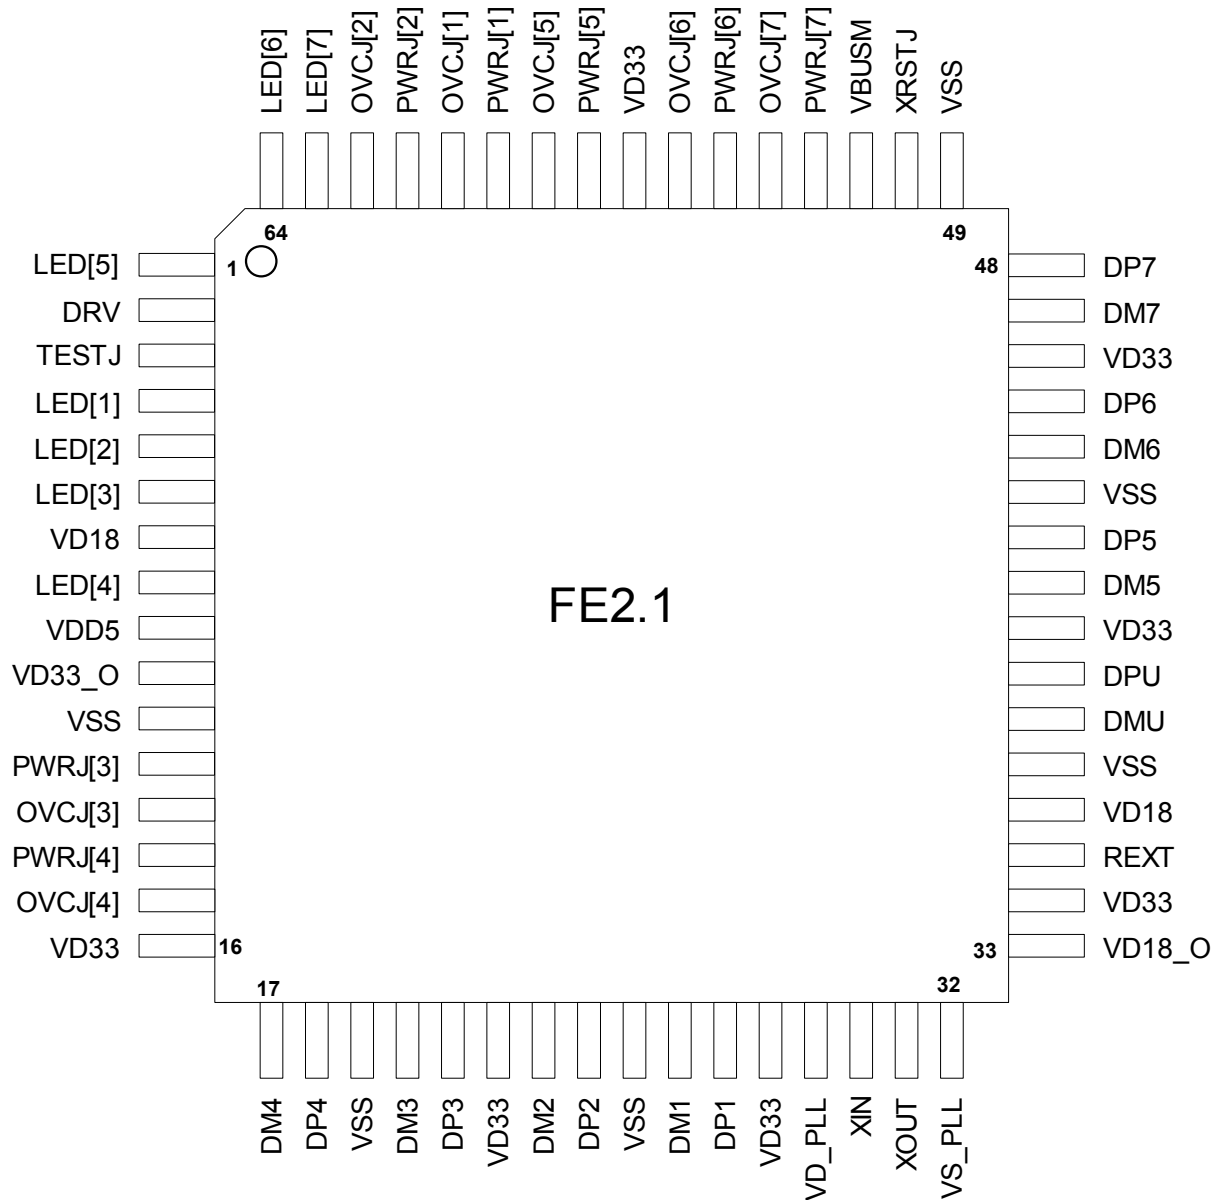 LED[6]
LED[7]
OVCJ[2]
PWRJ[2]
OVCJ[1]
PWRJ[1]
OVCJ[5]
PWRJ[5]
VD33
OVCJ[6]
PWRJ[6]
OVCJ[7]
PWRJ[7]
VBUSM
XRSTJ
VSS
64
49
1
48
LED[5]
DRV
TESTJ
LED[1]
LED[2]
LED[3]
VD18
LED[4]
VDD5
VD33_O
VSS
PWRJ[3]
OVCJ[3]
PWRJ[4]
OVCJ[4]
VD33
FE2.1
DP7
DM7
VD33
DP6
DM6
VSS
DP5
DM5
VD33
DPU
DMU
VSS
VD18
REXT
VD33
VD18_O
16
33
17
32
DM4
DP4
VSS
DM3
DP3
VD33
DM2
DP2
VSS
DM1
DP1
VD33
VD_PLL
XIN
XOUT
VS_PLL